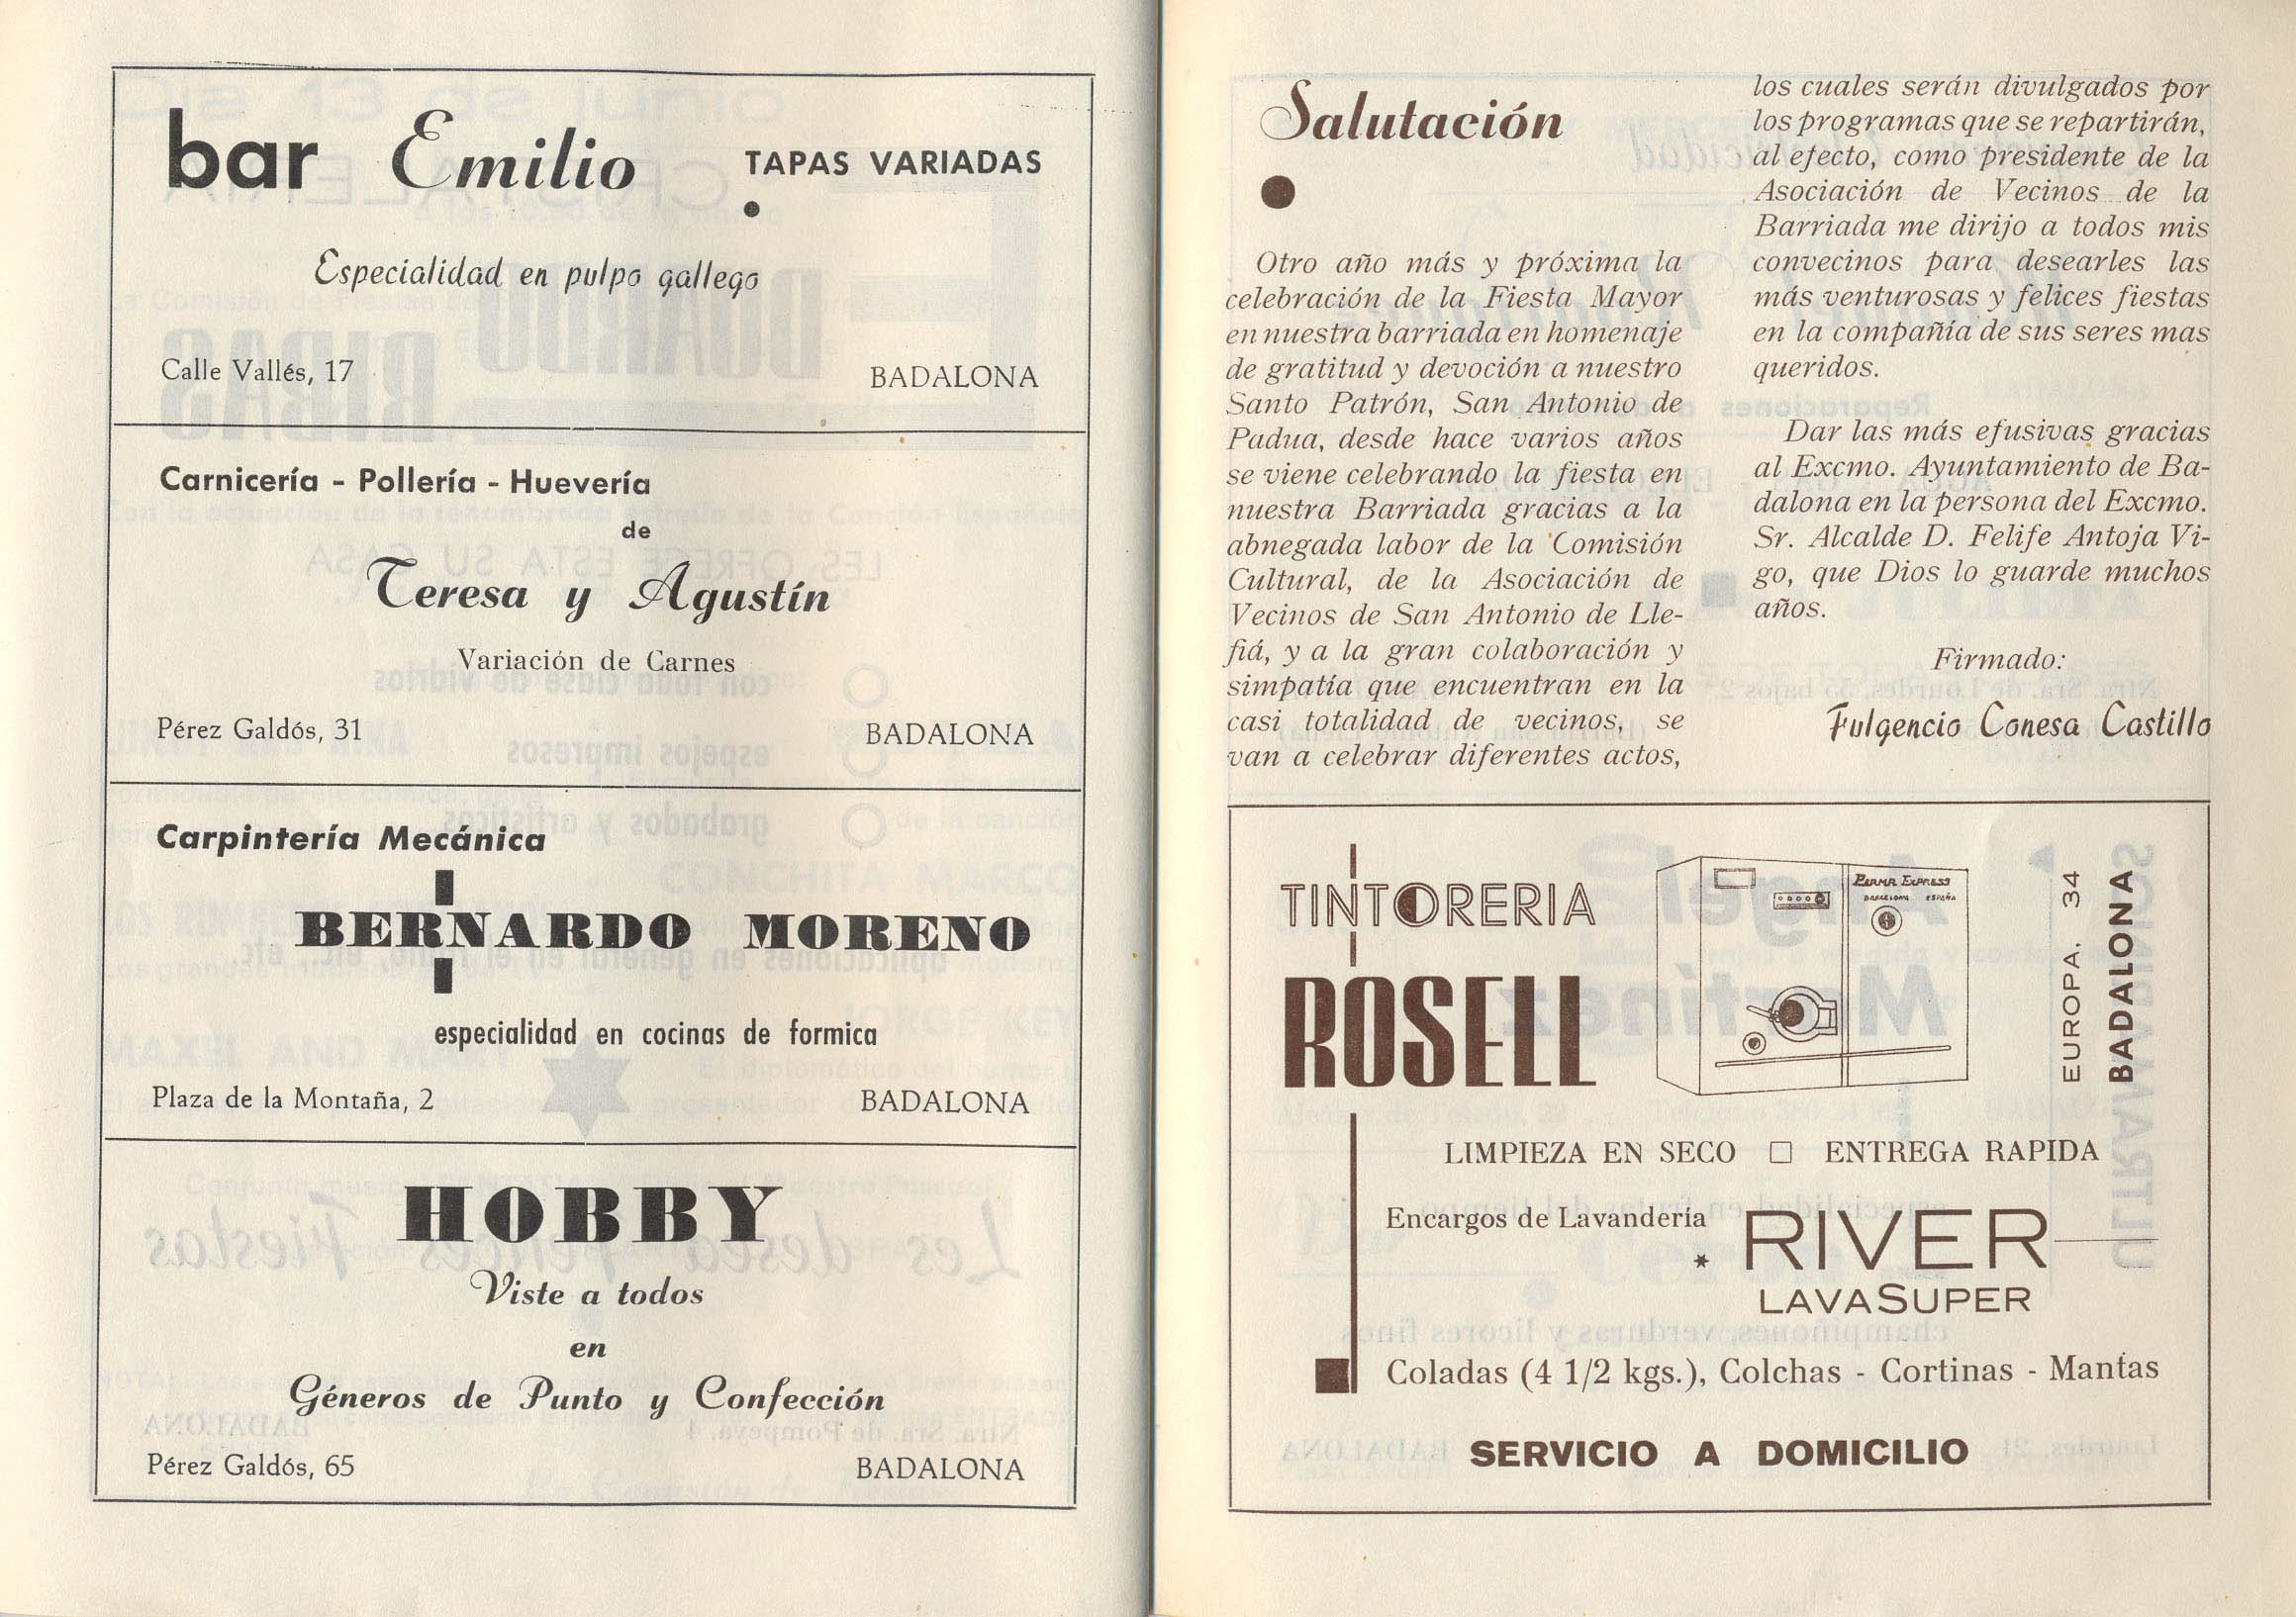 bar Emilio TAPAS VARIADAS
Especialidad en pulpo gallego
Calle Vallés, 17 BADALONA
Carnicería - Pollería - Huevería
de
Teresa y Agustín
Variación de Carnes
Pérez Galdós, 31 BADALONA
Carpintería Mecánica
BERNARDO MORENO
especialidad en cocinas de formica
Plaza de la Montaña, 2 BADALONA
HOBBY
Viste a todos
en
Géneros de Punto y Confección
Pérez Galdós, 65 BADALONA
Salutación
Otro año más y próxima la
celebración de la Fiesta Mayor
en nuestra barriada en homenaje
de gratitud y devoción a nuestro
Santo Patrón, San Antonio de
Padua, desde hace varios años
se viene celebrando la fiesta en
nuestra Barriada gracias a la
abnegada labor de la Comisión
Cultural, de la Asociación de
Vecinos de San Antonio de Lle-
fiá, y a la gran colaboración y
simpatía que encuentran en la
casi totalidad de vecinos, se
van a celebrar diferentes actos,
los cuales serán divulgados por
los programas que se repartirán,
al efecto, como presidente de la
Asociación de Vecinos de la
Barriada me dirijo a todos mis
convecinos para desearles las
más venturosas y felices fiestas
en la compañía de sus seres mas
queridos.
Dar las más efusivas gracias
al Excmo. Ayuntamiento de Ba-
dalona en la persona del Excmo.
Sr. Alcalde D. Felife Antoja Vi-
go, que Dios lo guarde muchos
años.
Firmado:
Fulgencio Conesa Castillo
TINTORERIA
ROSELL
PERMA EXPRESS
BARCELONA ESPAÑA
EUROPA, 34
BADALONA
LIMPIEZA EN SECO □ ENTREGA RAPIDA
Encargos de Lavandería
* RIVER
LAVASUPER
Coladas (4 1/2 kgs.), Colchas - Cortinas - Mantas
SERVICIO A DOMICILIO